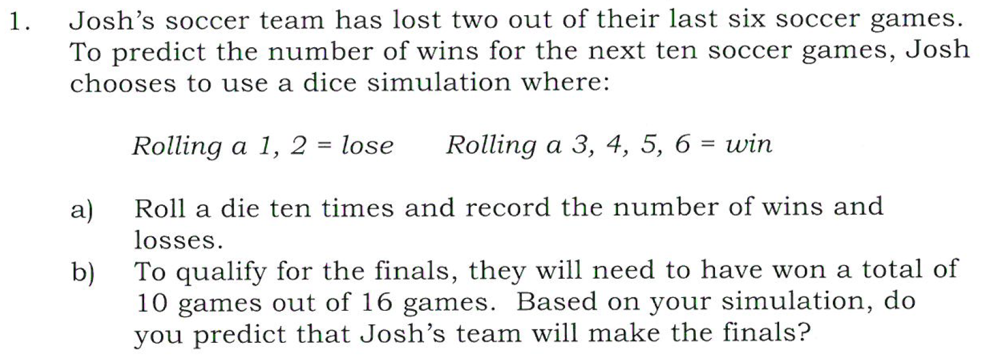 1. Josh's soccer team has lost two out of their last six soccer games.
To predict the number of wins for the next ten soccer games, Josh
chooses to use a dice simulation where:
Rolling a 1, 2 = lose Rolling a 3, 4, 5, 6 = win
a) Roll a die ten times and record the number of wins and
losses.
b) To qualify for the finals, they will need to have won a total of
10 games out of 16 games. Based on your simulation, do
you predict that Josh's team will make the finals?